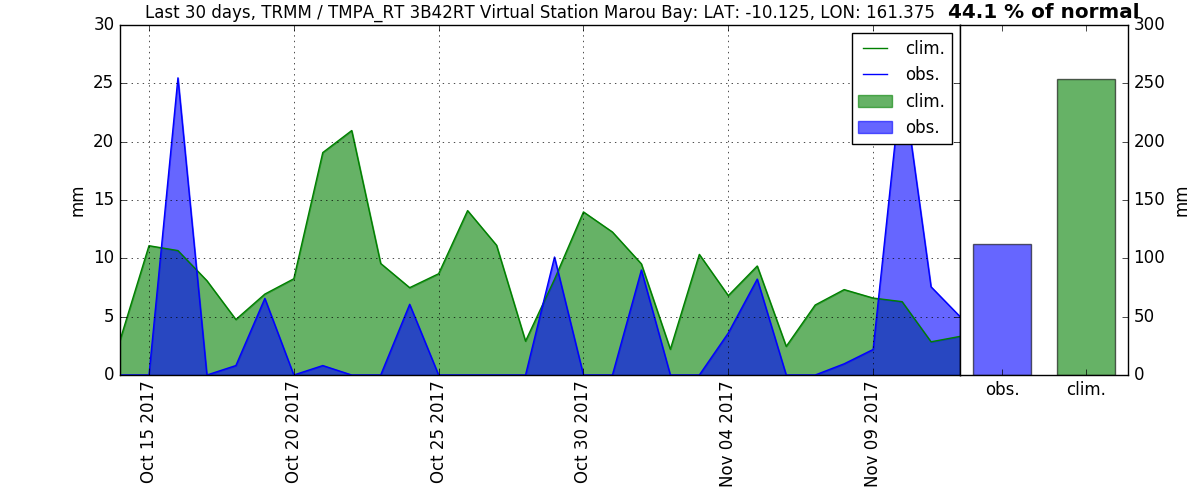 Last 30 days, TRMM / TMPA_RT 3B42RT Virtual Station Marou Bay: LAT: -10.125, LON: 161.375 44.1 % of normal
30
25
20
15
10
5
0
mm
clim.
obs.
clim.
obs.
300
250
200
150
100
50
0
mm
Oct 15 2017
Oct 20 2017
Oct 25 2017
Oct 30 2017
Nov 04 2017
Nov 09 2017
obs.
clim.